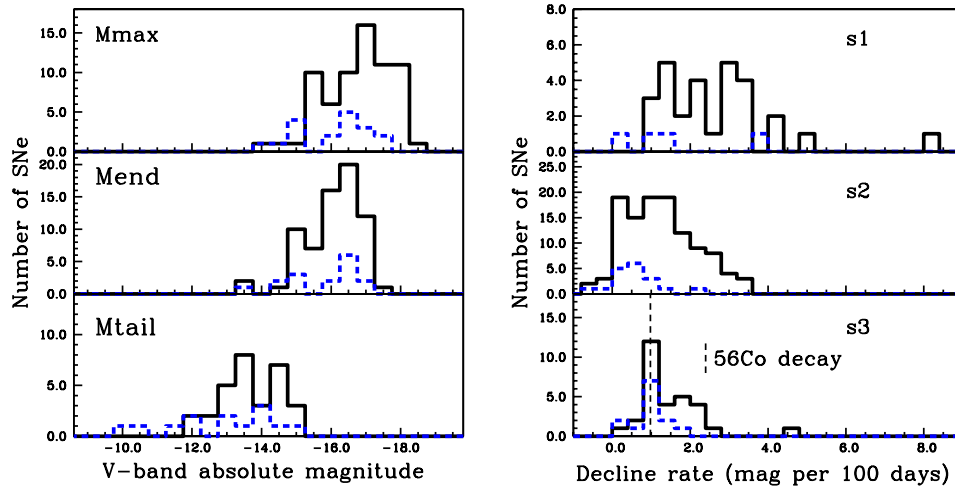 Mmax
15.0
10.0
5.0
0.0
Mend
20.0
15.0
10.0
5.0
0.0
Mtail
10.0
5.0
0.0
-10.0 -12.0 -14.0 -16.0 -18.0
V-band absolute magnitude
Number of SNe
s1
8.0
6.0
4.0
2.0
0.0
s2
25.0
20.0
15.0
10.0
5.0
0.0
s3
56Co decay
15.0
10.0
5.0
0.0
0.0 2.0 4.0 6.0 8.0
Decline rate (mag per 100 days)
Number of SNe